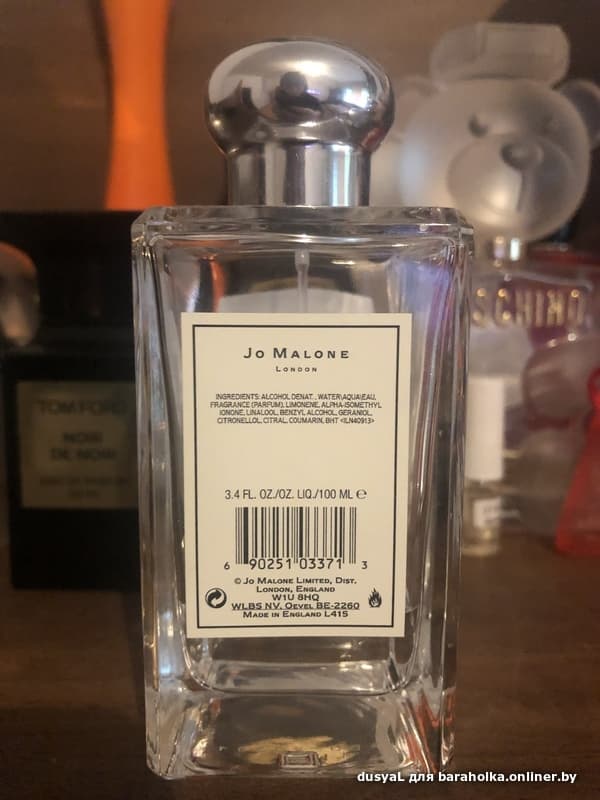 Jo Malone
London
INGREDIENTS: ALCOHOL DENAT., WATER\AQUA\EAU,
FRAGRANCE (PARFUM), LIMONENE, ALPHA-ISOMETHYL
IONONE, LINALOOL, BENZYL ALCOHOL, GERANIOL,
CITRONELLOL, CITRAL, COUMARIN, BHT <ILN40913>
3.4 FL. OZ./OZ. LIQ./100 ML ℮
6 90251 03371 3
© Jo Malone Limited, Dist.
London, England
W1U 8HQ
WLBS NV. Oevel BE-2260
Made in England L415
TOM FORD
NOIR
DE NOIR
SCHINO
dusyaL для baraholka.onliner.by